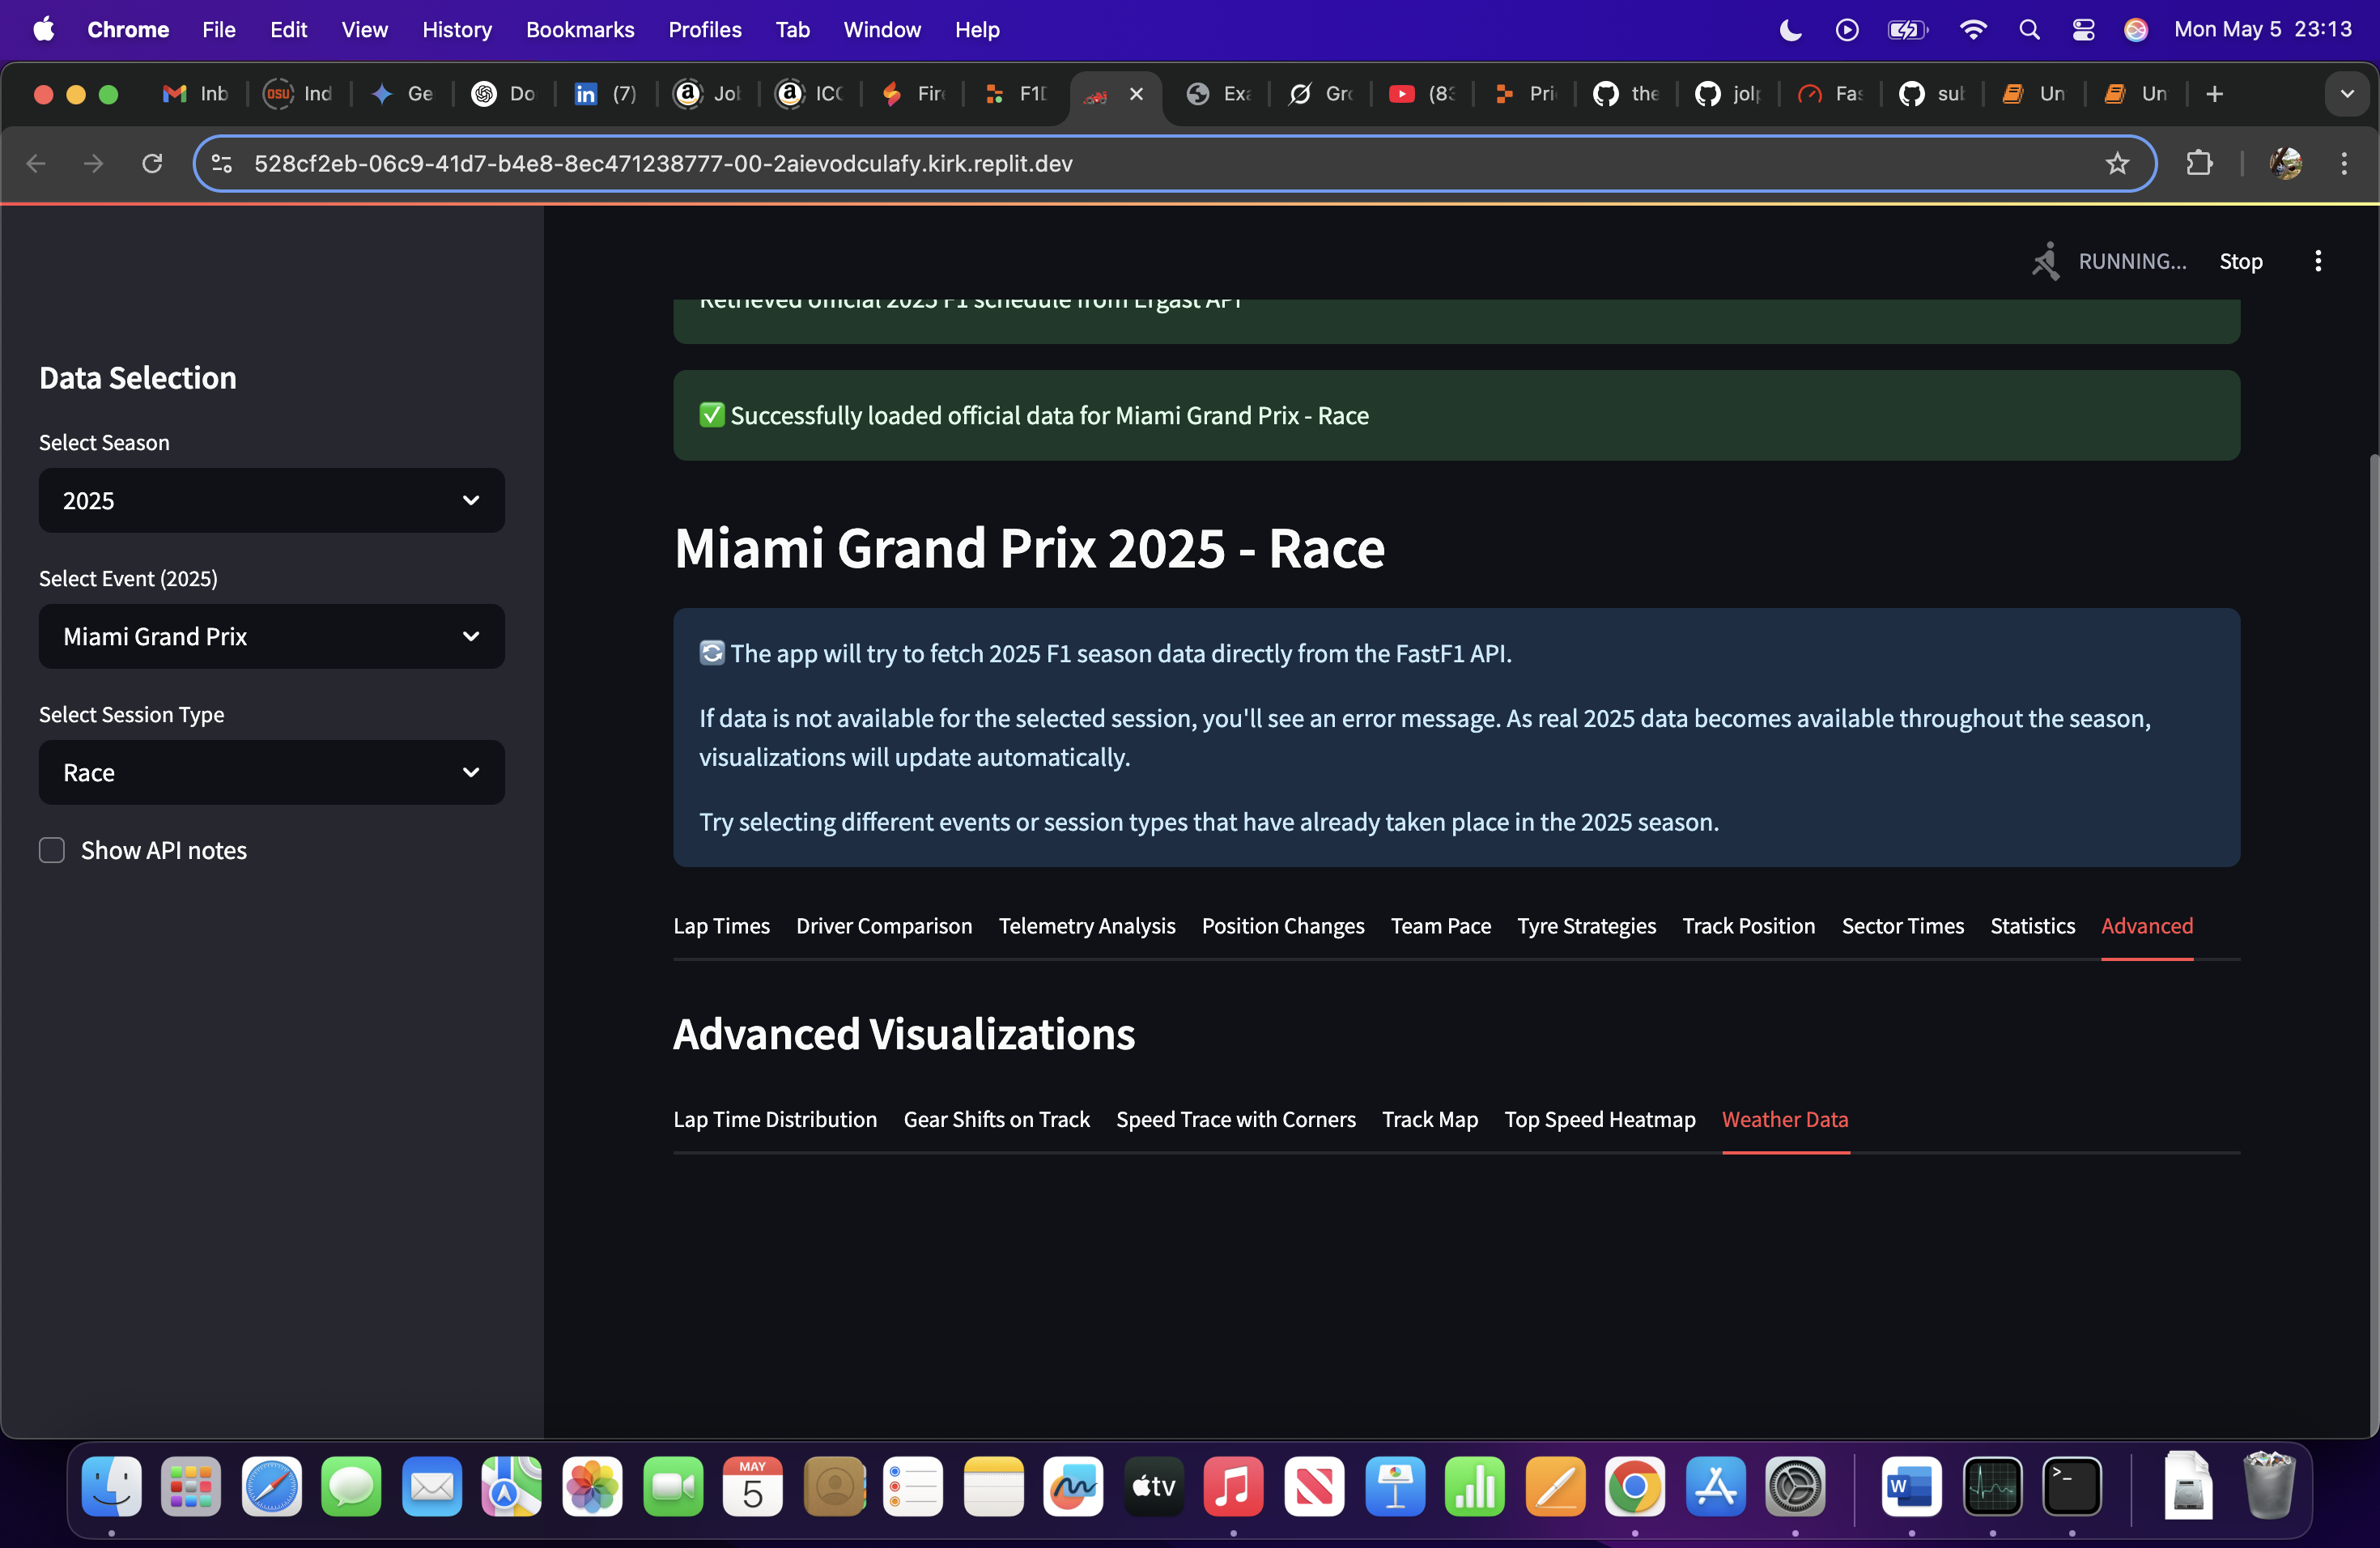 Chrome File Edit View History Bookmarks Profiles Tab Window Help Mon May 5 23:13
Inb OSU Ind Ge Do in (7) a Jol a ICC Fire F1D Exa Gro (83 Pri the jolp Fas sub Un Un
528cf2eb-06c9-41d7-b4e8-8ec471238777-00-2aievodculafy.kirk.replit.dev
RUNNING... Stop
Data Selection
Select Season
2025
Select Event (2025)
Miami Grand Prix
Select Session Type
Race
Show API notes
Retrieved official 2025 F1 schedule from Ergast API
Successfully loaded official data for Miami Grand Prix - Race
Miami Grand Prix 2025 - Race
The app will try to fetch 2025 F1 season data directly from the FastF1 API.
If data is not available for the selected session, you'll see an error message. As real 2025 data becomes available throughout the season,
visualizations will update automatically.
Try selecting different events or session types that have already taken place in the 2025 season.
Lap Times Driver Comparison Telemetry Analysis Position Changes Team Pace Tyre Strategies Track Position Sector Times Statistics Advanced
Advanced Visualizations
Lap Time Distribution Gear Shifts on Track Speed Trace with Corners Track Map Top Speed Heatmap Weather Data
MAY
5
tv
W
>_